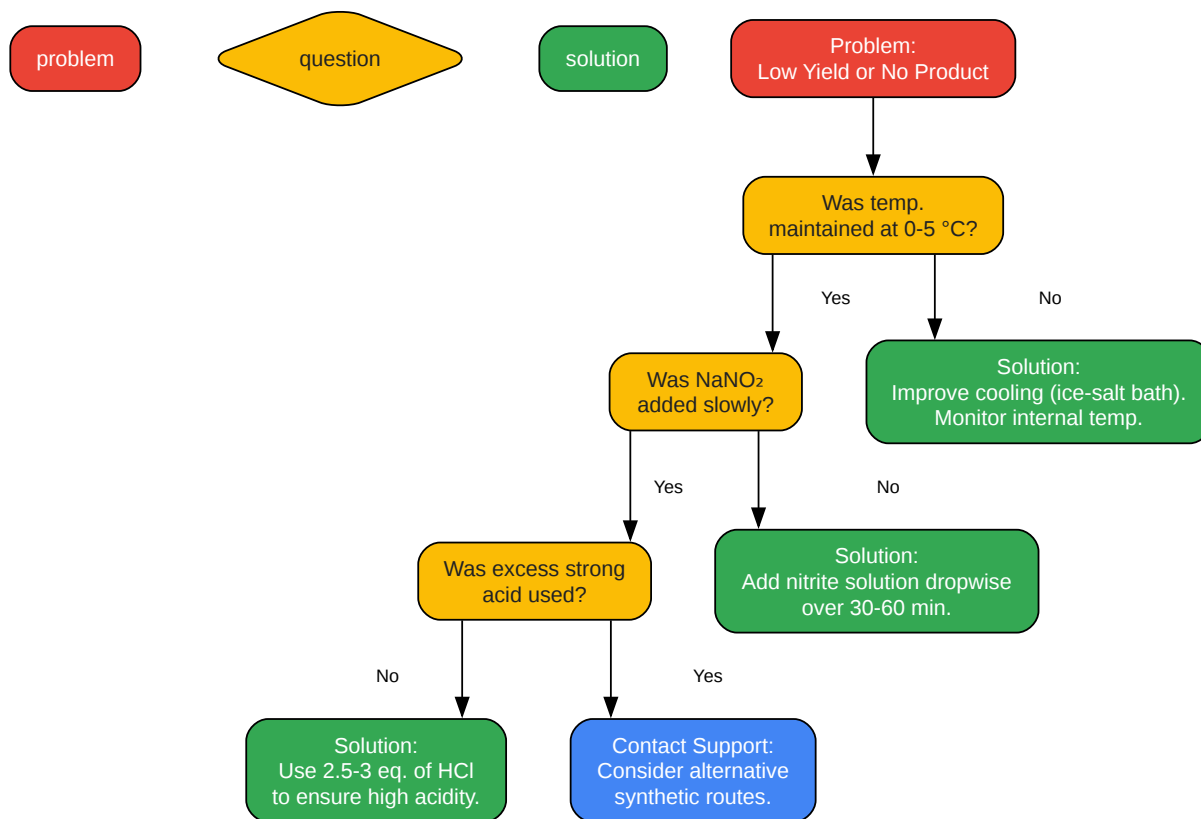 problem
question
solution
Problem:
Low Yield or No Product
Was temp.
maintained at 0-5 °C?
Yes
No
Was NaNO₂
added slowly?
Solution:
Improve cooling (ice-salt bath).
Monitor internal temp.
Yes
No
Was excess strong
acid used?
Solution:
Add nitrite solution dropwise
over 30-60 min.
No
Yes
Solution:
Use 2.5-3 eq. of HCl
to ensure high acidity.
Contact Support:
Consider alternative
synthetic routes.